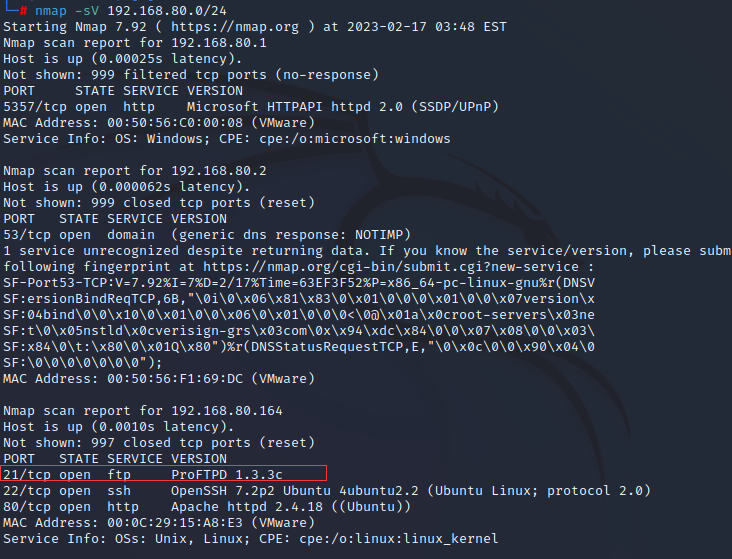 └─# nmap -sV 192.168.80.0/24
Starting Nmap 7.92 ( https://nmap.org ) at 2023-02-17 03:48 EST
Nmap scan report for 192.168.80.1
Host is up (0.00025s latency).
Not shown: 999 filtered tcp ports (no-response)
PORT     STATE SERVICE VERSION
5357/tcp open  http    Microsoft HTTPAPI httpd 2.0 (SSDP/UPnP)
MAC Address: 00:50:56:C0:00:08 (VMware)
Service Info: OS: Windows; CPE: cpe:/o:microsoft:windows

Nmap scan report for 192.168.80.2
Host is up (0.000062s latency).
Not shown: 999 closed tcp ports (reset)
PORT   STATE SERVICE VERSION
53/tcp open  domain  (generic dns response: NOTIMP)
1 service unrecognized despite returning data. If you know the service/version, please subm
following fingerprint at https://nmap.org/cgi-bin/submit.cgi?new-service :
SF-Port53-TCP:V=7.92%I=7%D=2/17%Time=63EF3F52%P=x86_64-pc-linux-gnu%r(DNSV
SF:ersionBindReqTCP,6B,"\0i\0\x06\x81\x83\0\x01\0\0\0\x01\0\0\x07version\x
SF:04bind\0\0\x10\0\x01\0\0\x06\0\x01\0\0\0<\0@\x01a\x0croot-servers\x03ne
SF:t\0\x05nstld\x0cverisign-grs\x03com\0x\x94\xdc\x84\0\0\x07\x08\0\0\x03\
SF:x84\0\t:\x80\0\x01Q\x80")%r(DNSStatusRequestTCP,E,"\0\x0c\0\0\x90\x04\0
SF:\0\0\0\0\0\0\0");
MAC Address: 00:50:56:F1:69:DC (VMware)

Nmap scan report for 192.168.80.164
Host is up (0.0010s latency).
Not shown: 997 closed tcp ports (reset)
PORT   STATE SERVICE VERSION
21/tcp open  ftp     ProFTPD 1.3.3c
22/tcp open  ssh     OpenSSH 7.2p2 Ubuntu 4ubuntu2.2 (Ubuntu Linux; protocol 2.0)
80/tcp open  http    Apache httpd 2.4.18 ((Ubuntu))
MAC Address: 00:0C:29:15:A8:E3 (VMware)
Service Info: OSs: Unix, Linux; CPE: cpe:/o:linux:linux_kernel